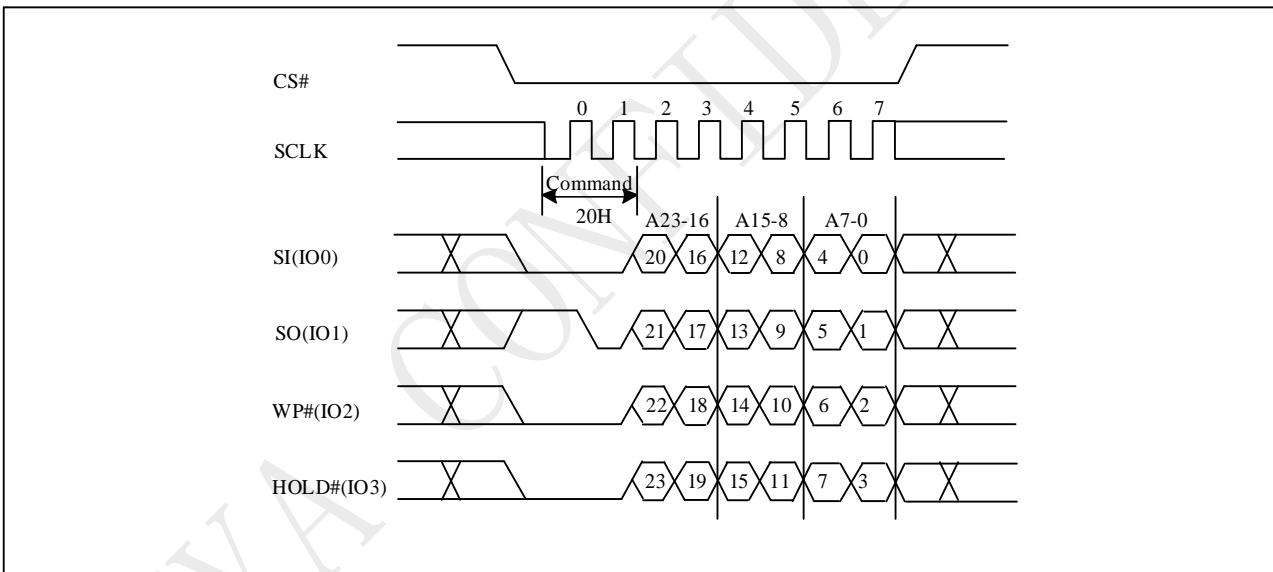 CS#
0 1 2 3 4 5 6 7
SCLK
Command
20H
A23-16 A15-8 A7-0
SI(IO0) 20 16 12 8 4 0
SO(IO1) 21 17 13 9 5 1
WP#(IO2) 22 18 14 10 6 2
HOLD#(IO3) 23 19 15 11 7 3